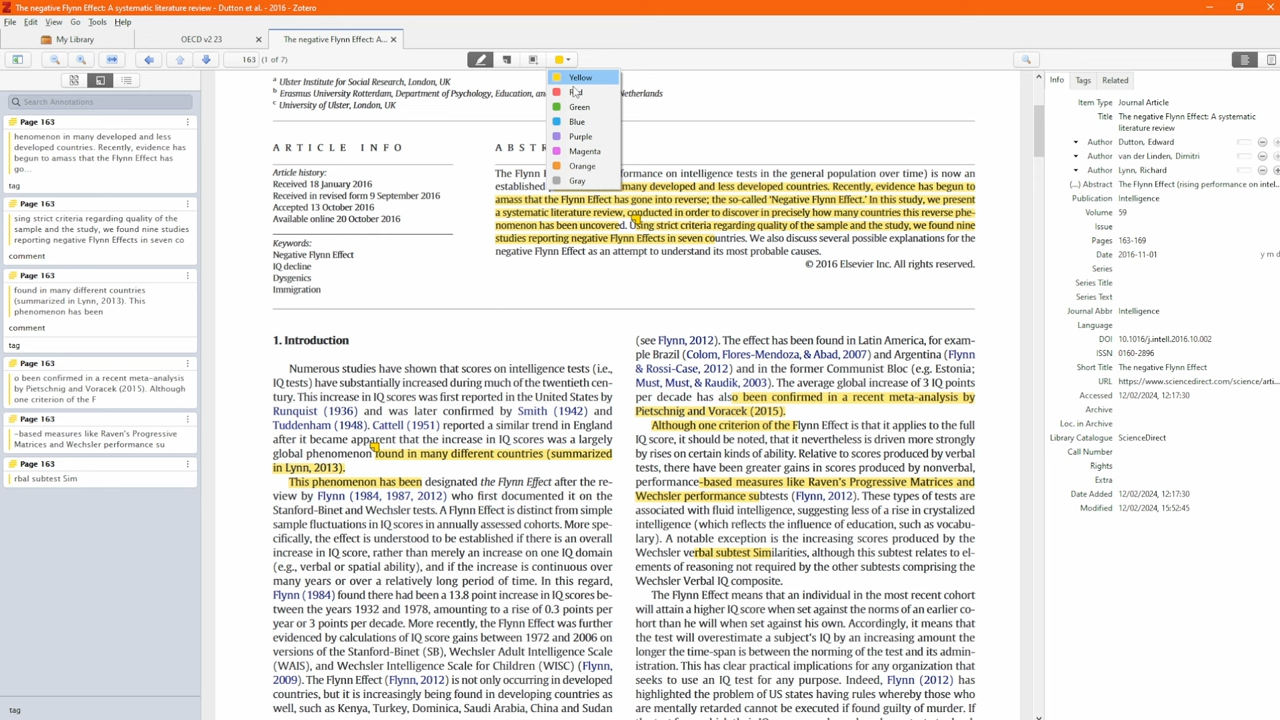 The negative Flynn Effect: A systematic literature review - Dutton et al. - 2016 - Zotero
File Edit View Go Tools Help
My Library
OECD v2 23
The negative Flynn Effect: A...
163 (1 of 7)
Yellow
Green
Blue
Purple
Magenta
Orange
Gray
Search Annotations
Page 163
henomenon in many developed and less
developed countries. Recently, evidence has
begun to amass that the Flynn Effect has
go...
tag
Page 163
sing strict criteria regarding quality of the
sample and the study, we found nine studies
reporting negative Flynn Effects in seven co
comment
Page 163
found in many different countries
(summarized in Lynn, 2013). This
phenomenon has been
comment
tag
Page 163
o been confirmed in a recent meta-analysis
by Pietschnig and Voracek (2015). Although
one criterion of the F
Page 163
-based measures like Raven's Progressive
Matrices and Wechsler performance su
Page 163
rbal subtest Sim
tag
a Ulster Institute for Social Research, London, UK
b Erasmus University Rotterdam, Department of Psychology, Education, an
etherlands
c University of Ulster, London, UK
ARTICLE INFO
Article history:
Received 18 January 2016
Received in revised form 9 September 2016
Accepted 13 October 2016
Available online 20 October 2016
Keywords:
Negative Flynn Effect
IQ decline
Dysgenics
Immigration
ABSTR
The Flynn E
ormance on intelligence tests in the general population over time) is now an
established
many developed and less developed countries. Recently, evidence has begun to
amass that the Flynn Effect has gone into reverse; the so-called 'Negative Flynn Effect.' In this study, we present
a systematic literature review, conducted in order to discover in precisely how many countries this reverse phe-
nomenon has been uncovered. Using strict criteria regarding quality of the sample and the study, we found nine
studies reporting negative Flynn Effects in seven countries. We also discuss several possible explanations for the
negative Flynn Effect as an attempt to understand its most probable causes.
© 2016 Elsevier Inc. All rights reserved.
1. Introduction
Numerous studies have shown that scores on intelligence tests (i.e.,
IQ tests) have substantially increased during much of the twentieth cen-
tury. This increase in IQ scores was first reported in the United States by
Runquist (1936) and was later confirmed by Smith (1942) and
Tuddenham (1948). Cattell (1951) reported a similar trend in England
after it became apparent that the increase in IQ scores was a largely
global phenomenon found in many different countries (summarized
in Lynn, 2013).
This phenomenon has been designated the Flynn Effect after the re-
view by Flynn (1984, 1987, 2012) who first documented it on the
Stanford-Binet and Wechsler tests. A Flynn Effect is distinct from simple
sample fluctuations in IQ scores in annually assessed cohorts. More spe-
cifically, the effect is understood to be established if there is an overall
increase in IQ score, rather than merely an increase on one IQ domain
(e.g., verbal or spatial ability), and if the increase is continuous over
many years or over a relatively long period of time. In this regard,
Flynn (1984) found there had been a 13.8 point increase in IQ scores be-
tween the years 1932 and 1978, amounting to a rise of 0.3 points per
year or 3 points per decade. More recently, the Flynn Effect was further
evidenced by calculations of IQ score gains between 1972 and 2006 on
versions of the Stanford-Binet (SB), Wechsler Adult Intelligence Scale
(WAIS), and Wechsler Intelligence Scale for Children (WISC) (Flynn,
2009). The Flynn Effect (Flynn, 2012) is not only occurring in developed
countries, but it is increasingly being found in developing countries as
well, such as Kenya, Turkey, Dominica, Saudi Arabia, China and Sudan
(see Flynn, 2012). The effect has been found in Latin America, for exam-
ple Brazil (Colom, Flores-Mendoza, & Abad, 2007) and Argentina (Flynn
& Rossi-Case, 2012) and in the former Communist Bloc (e.g. Estonia;
Must, Must, & Raudik, 2003). The average global increase of 3 IQ points
per decade has also been confirmed in a recent meta-analysis by
Pietschnig and Voracek (2015).
Although one criterion of the Flynn Effect is that it applies to the full
IQ score, it should be noted, that it nevertheless is driven more strongly
by rises on certain kinds of ability. Relative to scores produced by verbal
tests, there have been greater gains in scores produced by nonverbal,
performance-based measures like Raven's Progressive Matrices and
Wechsler performance subtests (Flynn, 2012). These types of tests are
associated with fluid intelligence, suggesting less of a rise in crystalized
intelligence (which reflects the influence of education, such as vocabu-
lary). A notable exception is the increasing scores produced by the
Wechsler verbal subtest Similarities, although this subtest relates to el-
ements of reasoning not required by the other subtests comprising the
Wechsler Verbal IQ composite.
The Flynn Effect means that an individual in the most recent cohort
will attain a higher IQ score when set against the norms of an earlier co-
hort than he will when set against his own. Accordingly, it means that
the test will overestimate a subject's IQ by an increasing amount the
longer the time-span is between the norming of the test and its admin-
istration. This has clear practical implications for any organization that
seeks to use an IQ test for any purpose. Indeed, Flynn (2012) has
highlighted the problem of US states having rules whereby those who
are mentally retarded cannot be executed if found guilty of murder. If
Info Tags Related
Item Type Journal Article
Title The negative Flynn Effect: A systematic
literature review
Author Dutton, Edward
Author van der Linden, Dimitri
Author Lynn, Richard
(...) Abstract The Flynn Effect (rising performance on intel...
Publication Intelligence
Volume 59
Issue
Pages 163-169
Date 2016-11-01 y m d
Series
Series Title
Series Text
Journal Abbr Intelligence
Language
DOI 10.1016/j.intell.2016.10.002
ISSN 0160-2896
Short Title The negative Flynn Effect
URL https://www.sciencedirect.com/science/arti...
Accessed 12/02/2024, 12:17:30
Archive
Loc. in Archive
Library Catalogue ScienceDirect
Call Number
Rights
Extra
Date Added 12/02/2024, 12:17:30
Modified 12/02/2024, 15:52:45